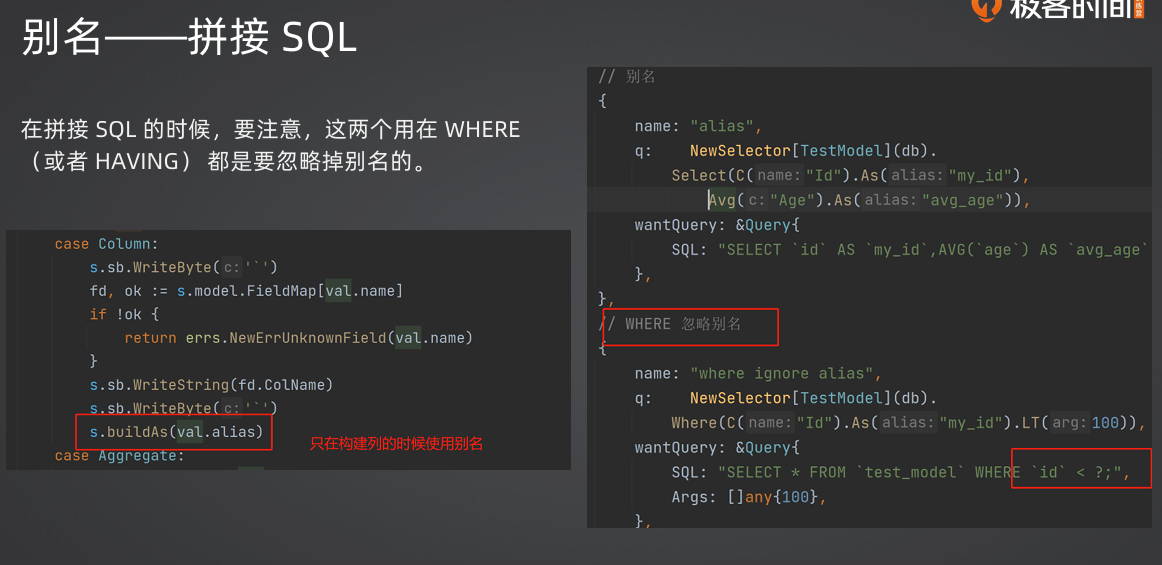 极客时间
训练营
别名——拼接 SQL
在拼接 SQL 的时候，要注意，这两个用在 WHERE
（或者 HAVING） 都是要忽略掉别名的。
case Column:
s.sb.WriteByte( c: '`')
fd, ok := s.model.FieldMap[val.name]
if !ok {
return errs.NewErrUnknownField(val.name)
}
s.sb.WriteString(fd.ColName)
s.sb.WriteByte( c: '`')
s.buildAs(val.alias)
只在构建列的时候使用别名
case Aggregate:
// 别名
{
name: "alias",
q: NewSelector[TestModel](db).
Select(C( name: "Id").As( alias: "my_id"),
Avg( c: "Age").As( alias: "avg_age")),
wantQuery: &Query{
SQL: "SELECT `id` AS `my_id`,AVG(`age`) AS `avg_age`
},
},
// WHERE 忽略别名
{
name: "where ignore alias",
q: NewSelector[TestModel](db).
Where(C( name: "Id").As( alias: "my_id").LT( arg: 100)),
wantQuery: &Query{
SQL: "SELECT * FROM `test_model` WHERE `id` < ?;",
Args: []any{100},
},